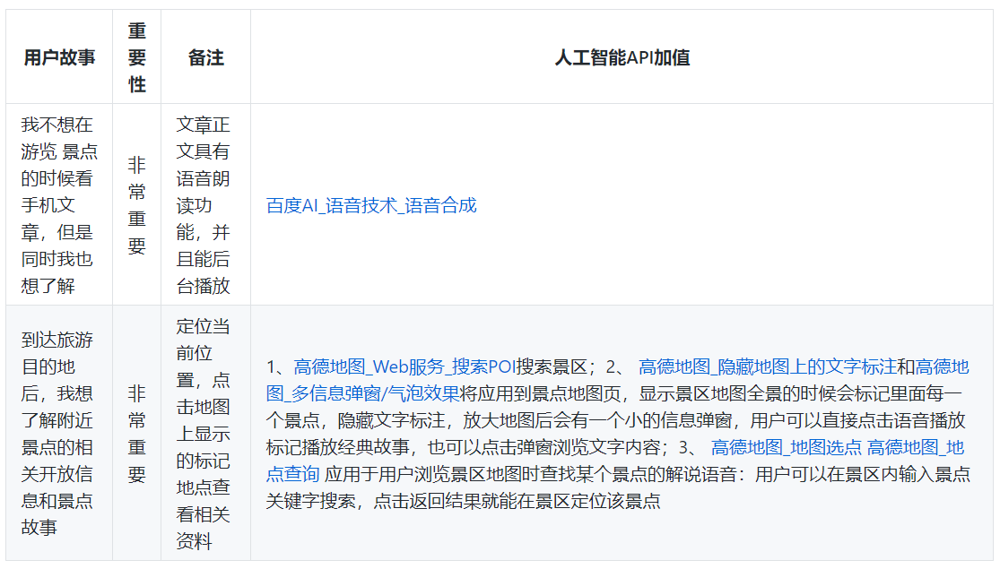 用户故事
重
要
性
备注
人工智能API加值
我不想在
游览 景点
的时候看
手机文
章，但是
同时我也
想了解
非
常
重
要
文章正
文具有
语音朗
读功
能，并
且能后
台播放
百度AI_语音技术_语音合成
到达旅游
目的地
后，我想
了解附近
景点的相
关开放信
息和景点
故事
非
常
重
要
定位当
前位
置，点
击地图
上显示
的标记
地点查
看相关
资料
1、高德地图_Web服务_搜索POI搜索景区；2、 高德地图_隐藏地图上的文字标注和高德地
图_多信息弹窗/气泡效果将应用到景点地图页，显示景区地图全景的时候会标记里面每一
个景点，隐藏文字标注，放大地图后会有一个小的信息弹窗，用户可以直接点击语音播放
标记播放经典故事，也可以点击弹窗浏览文字内容；3、 高德地图_地图选点 高德地图_地
点查询 应用于用户浏览景区地图时查找某个景点的解说语音：用户可以在景区内输入景点
关键字搜索，点击返回结果就能在景区定位该景点